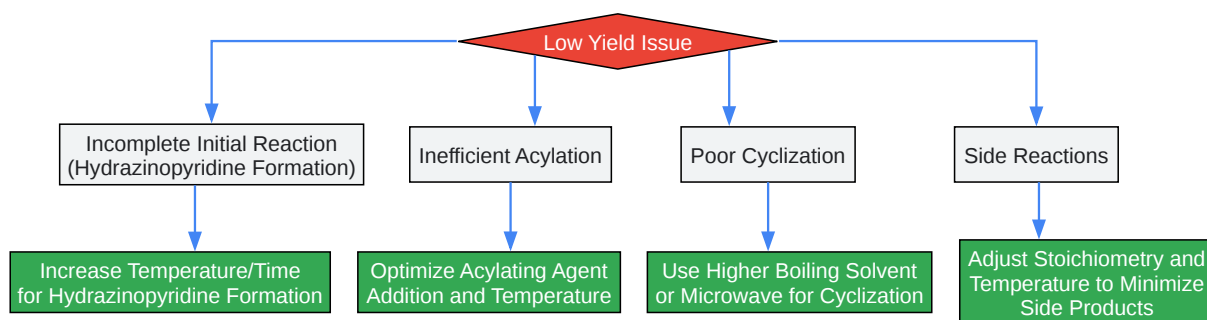 Low Yield Issue
Incomplete Initial Reaction
(Hydrazinopyridine Formation)
Inefficient Acylation
Poor Cyclization
Side Reactions
Increase Temperature/Time
for Hydrazinopyridine Formation
Optimize Acylating Agent
Addition and Temperature
Use Higher Boiling Solvent
or Microwave for Cyclization
Adjust Stoichiometry and
Temperature to Minimize
Side Products